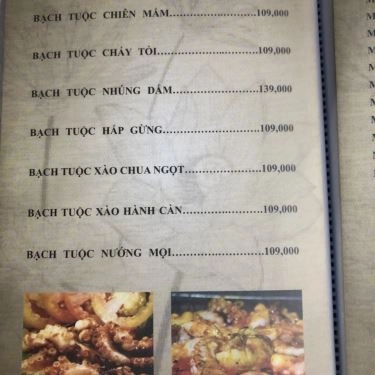 BẠCH TUỘC CHIÊN MẮM....................109,000
BẠCH TUỘC CHÁY TỎI....................109,000
BẠCH TUỘC NHÚNG DẤM....................139,000
BẠCH TUỘC HẤP GỪNG....................109,000
BẠCH TUỘC XÀO CHUA NGỌT....................109,000
BẠCH TUỘC XÀO HÀNH CẦN....................109,000
BẠCH TUỘC NƯỚNG MỌI....................109,000